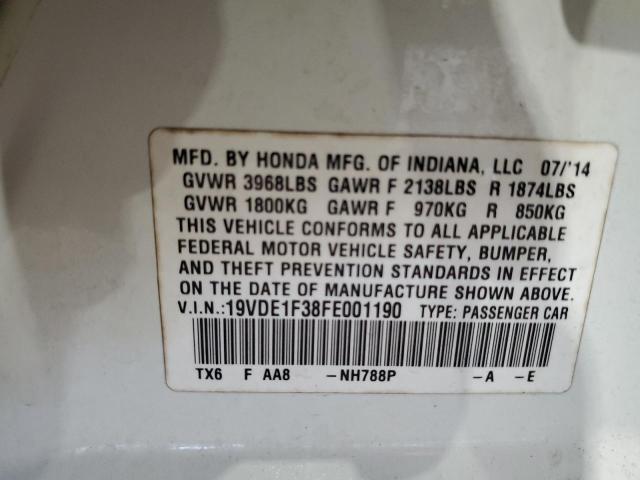 MFD. BY HONDA MFG. OF INDIANA, LLC 07/'14
GVWR 3968LBS GAWR F 2138LBS R 1874LBS
GVWR 1800KG GAWR F 970KG R 850KG
THIS VEHICLE CONFORMS TO ALL APPLICABLE
FEDERAL MOTOR VEHICLE SAFETY, BUMPER,
AND THEFT PREVENTION STANDARDS IN EFFECT
ON THE DATE OF MANUFACTURE SHOWN ABOVE.
V.I.N.:19VDE1F38FE001190 TYPE: PASSENGER CAR
TX6 F AA8 -NH788P -A -E